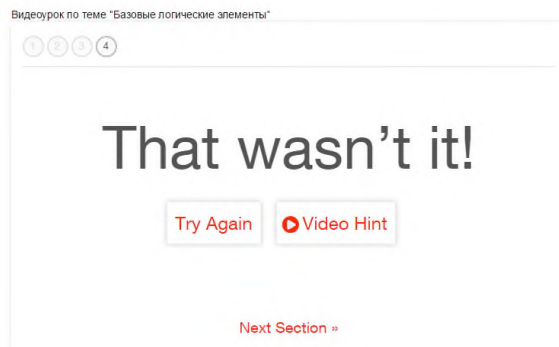 Видеоурок по теме "Базовые логические элементы"
1 2 3 4
That wasn't it!
Try Again Video Hint
Next Section »